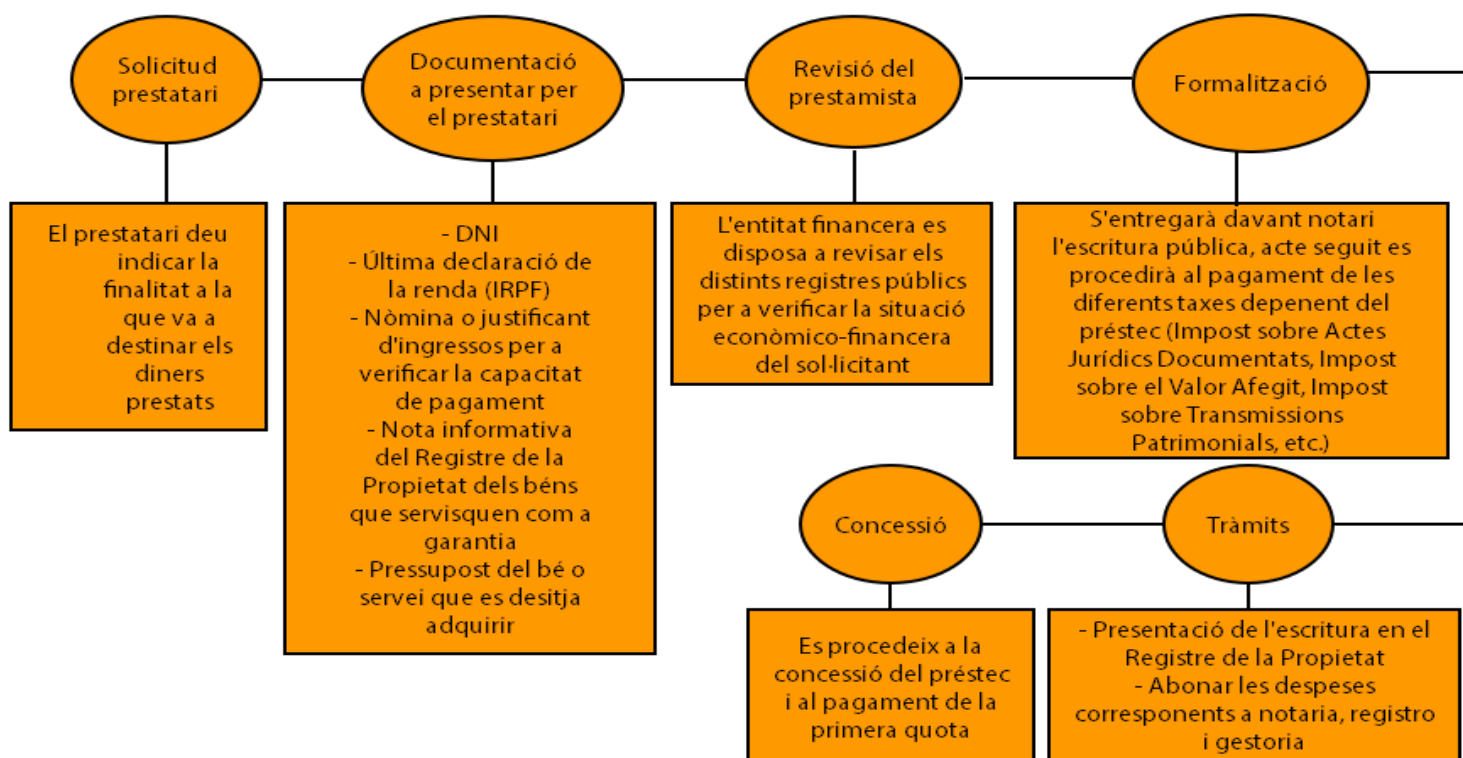 Solicitud
prestatari
Documentació
a presentar per
el prestatari
Revisió del
prestamista
Formalització
El prestatari deu
indicar la
finalitat a la
que va a
destinar els
diners
prestats
- DNI
- Última declaració de
la renda (IRPF)
- Nòmina o justificant
d'ingressos per a
verificar la capacitat
de pagament
- Nota informativa
del Registre de la
Propietat dels béns
que servisquen com a
garantia
- Pressupost del bé o
servei que es desitja
adquirir
L'entitat financera es
disposa a revisar els
distints registres públics
per a verificar la situació
econòmico-financera
del sol·licitant
S'entregarà davant notari
l'escritura pública, acte seguit es
procedirà al pagament de les
diferents taxes depenent del
préstec (Impost sobre Actes
Jurídics Documentats, Impost
sobre el Valor Afegit, Impost
sobre Transmissions
Patrimonials, etc.)
Concessió
Tràmits
Es procedeix a la
concessió del préstec
i al pagament de la
primera quota
- Presentació de l'escritura en el
Registre de la Propietat
- Abonar les despeses
corresponents a notaria, registro
i gestoria